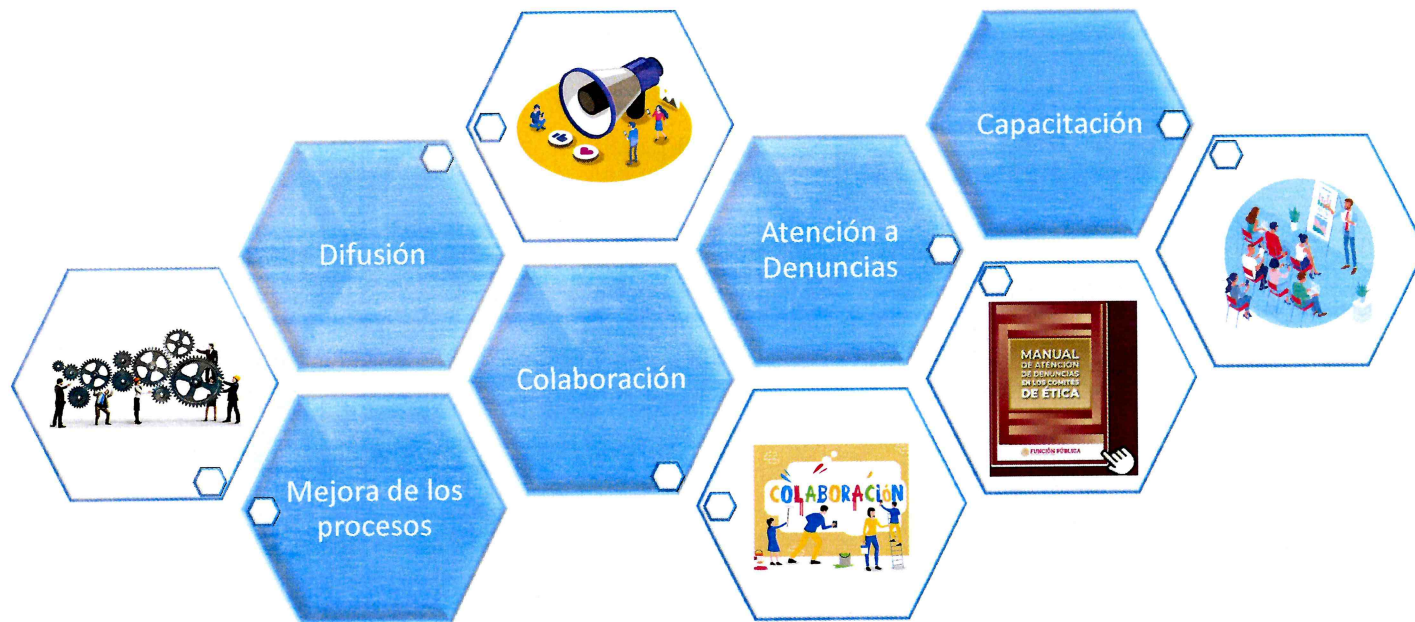 Capacitación
Difusión
Atención a
Denuncias
Colaboración
Mejora de los
procesos
MANUAL
DE ATENCIÓN
DE DENUNCIAS
EN LOS COMITÉS
DE ÉTICA
FUNCIÓN PÚBLICA
COLABORACIÓN